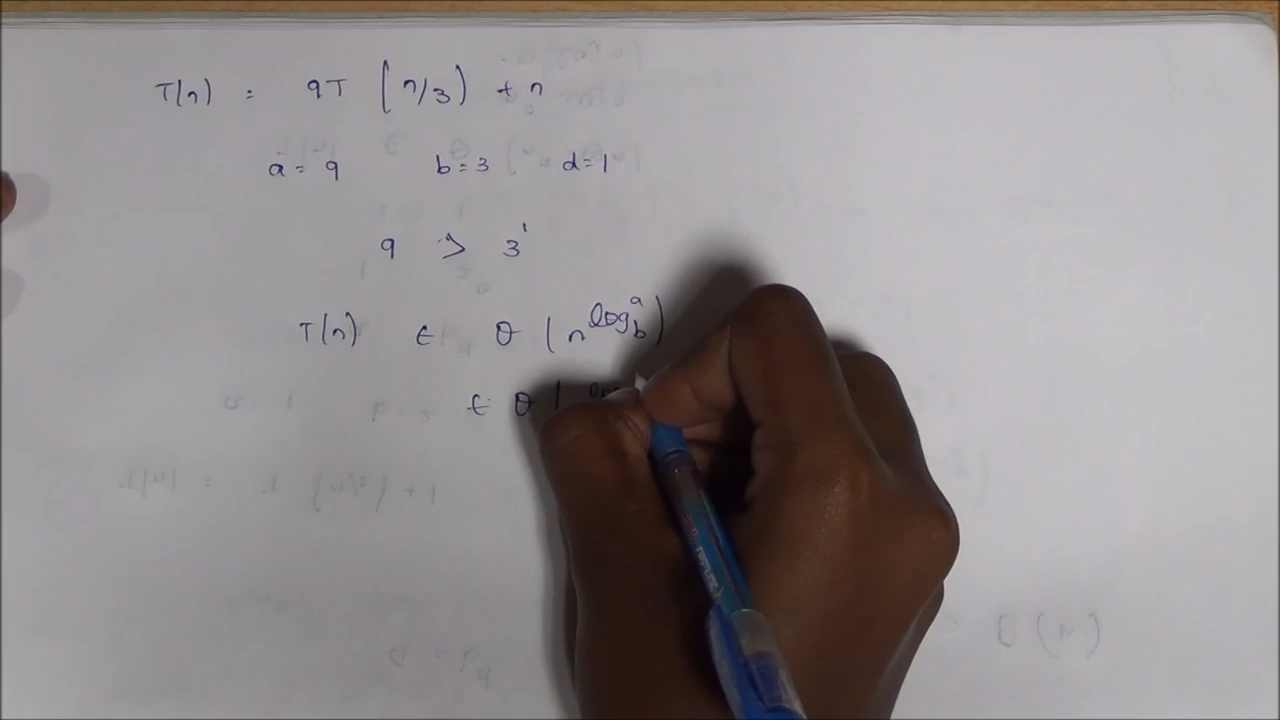 T(n) = 9T (n/3) + n
a = 9 b = 3 d = 1
9 > 3¹
T(n) ∈ θ (n^log_b^a)
∈ θ (